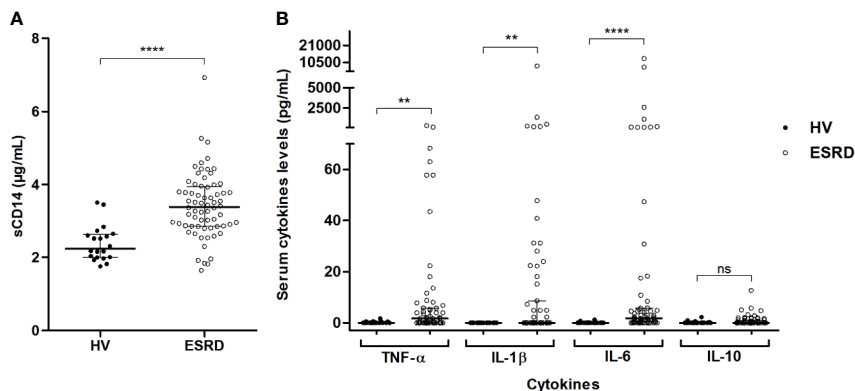 A
sCD14 (µg/mL)
8
6
4
2
0
****
HV
ESRD
B
Serum cytokines levels (pg/mL)
21000
10500
5000
2500
60
40
20
0
**
**
****
ns
TNF-α
IL-1β
IL-6
IL-10
Cytokines
HV
ESRD